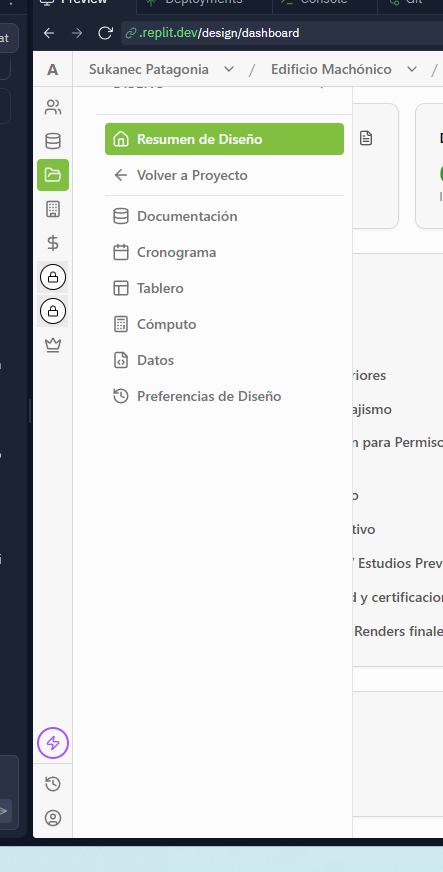 Preview Deployments Console Git
at
.replit.dev/design/dashboard
A Sukanec Patagonia / Edificio Machónico /
Resumen de Diseño
Volver a Proyecto
Documentación
Cronograma
Tablero
Cómputo
Datos
riores
Preferencias de Diseño
ajismo
n para Permiso
o
tivo
/ Estudios Prev
d y certificacion
Renders finale